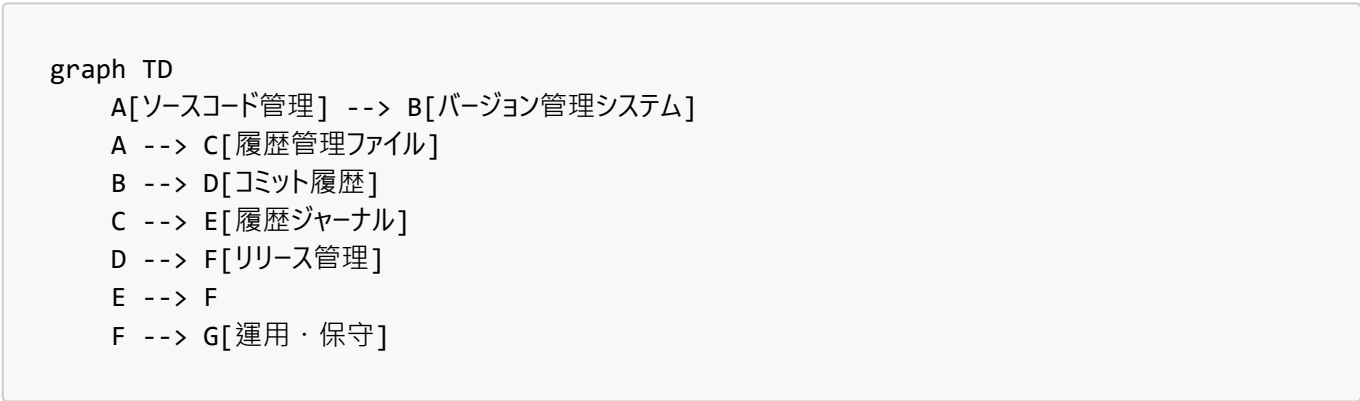 graph TD
    A[ソースコード管理] --> B[バージョン管理システム]
    A --> C[履歴管理ファイル]
    B --> D[コミット履歴]
    C --> E[履歴ジャーナル]
    D --> F[リリース管理]
    E --> F
    F --> G[運用・保守]